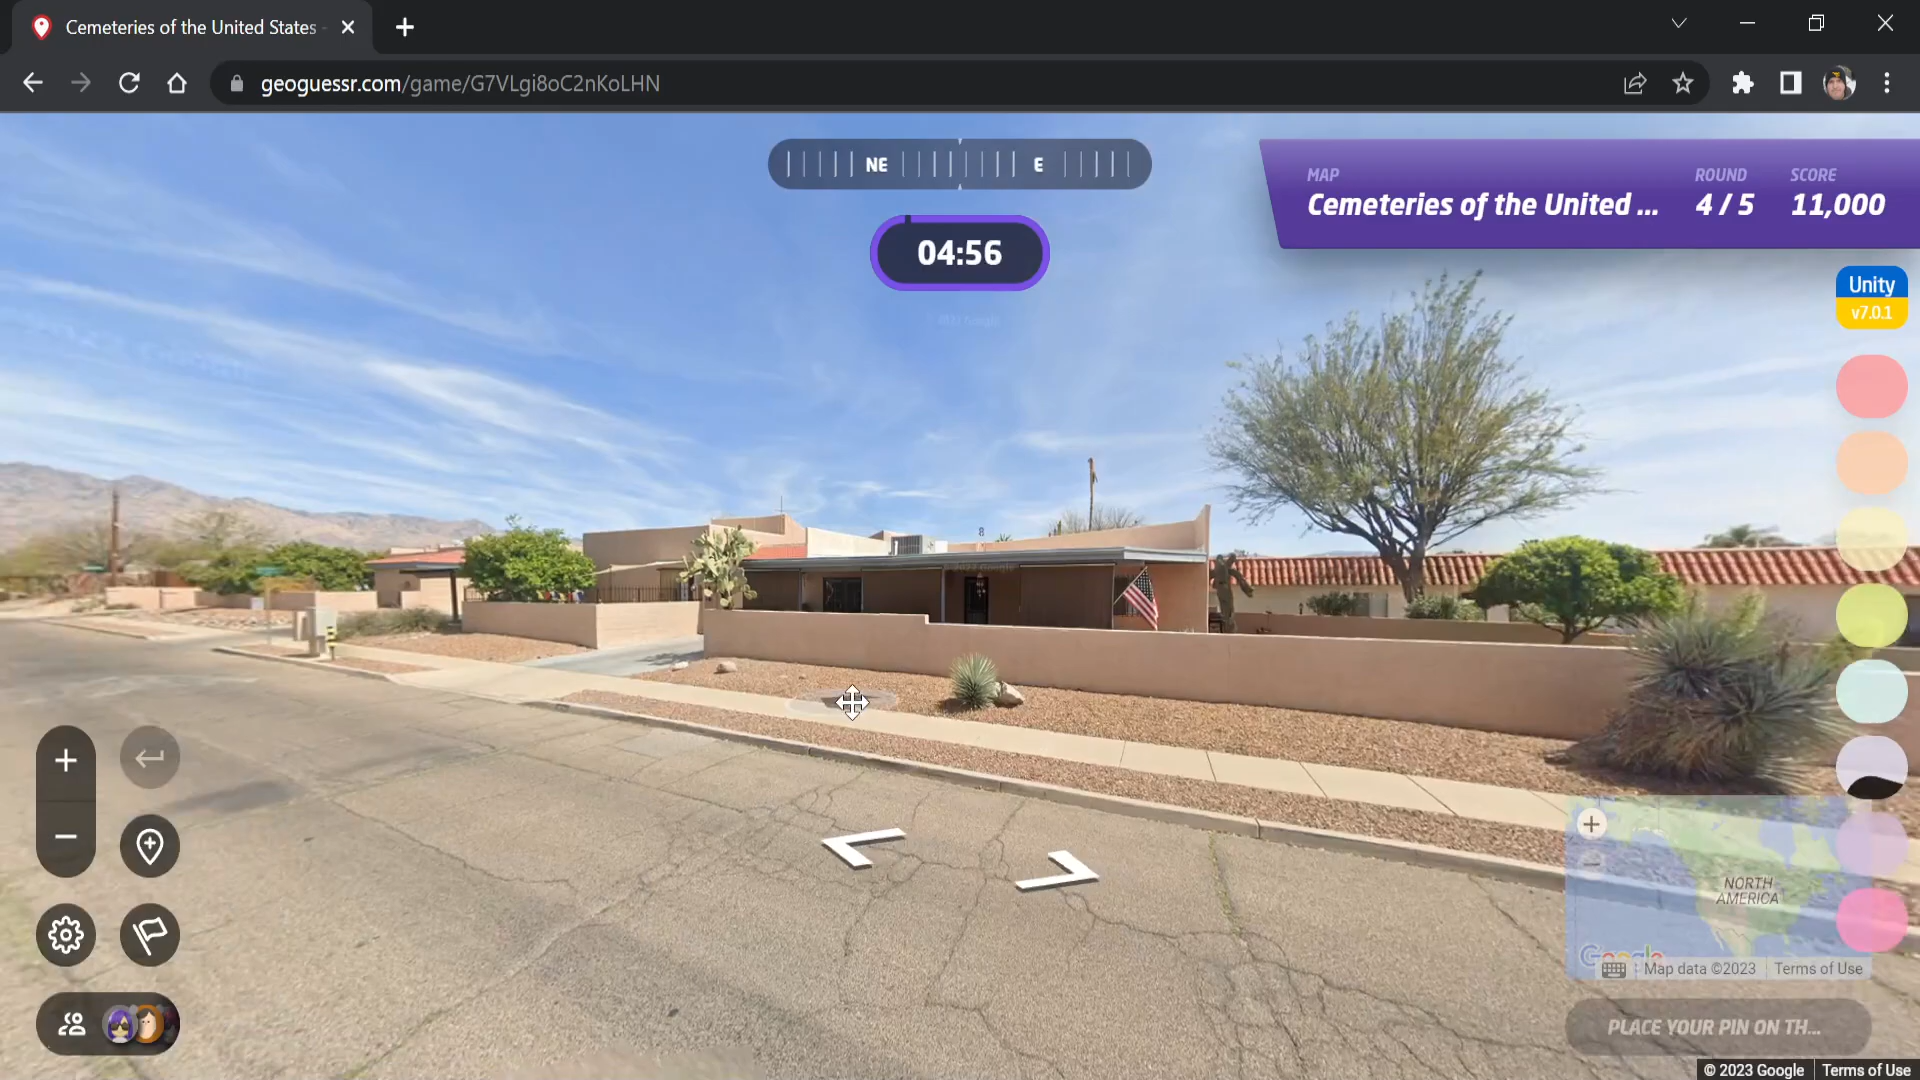 Cemeteries of the United States -
geoguessr.com/game/G7VLgi8oC2nKoLHN
NE E
MAP
Cemeteries of the United ...
ROUND
4 / 5
SCORE
11,000
04:56
Unity
v7.0.1
8
NORTH
AMERICA
Google
Map data ©2023
Terms of Use
PLACE YOUR PIN ON TH...
© 2023 Google
Terms of Use